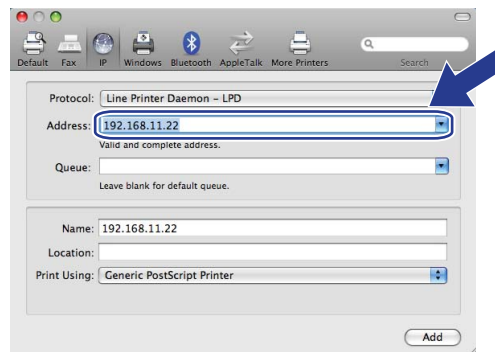 Default Fax IP Windows Bluetooth AppleTalk More Printers Search
Protocol: Line Printer Daemon – LPD
Address: 192.168.11.22
Valid and complete address.
Queue:
Leave blank for default queue.
Name: 192.168.11.22
Location:
Print Using: Generic PostScript Printer
Add